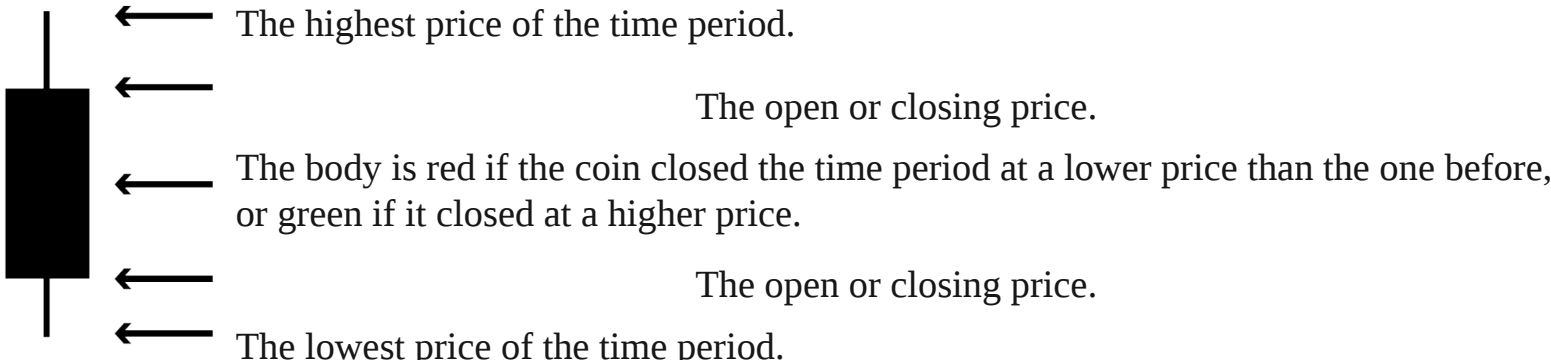 The highest price of the time period.
The open or closing price.
The body is red if the coin closed the time period at a lower price than the one before,
or green if it closed at a higher price.
The open or closing price.
The lowest price of the time period.